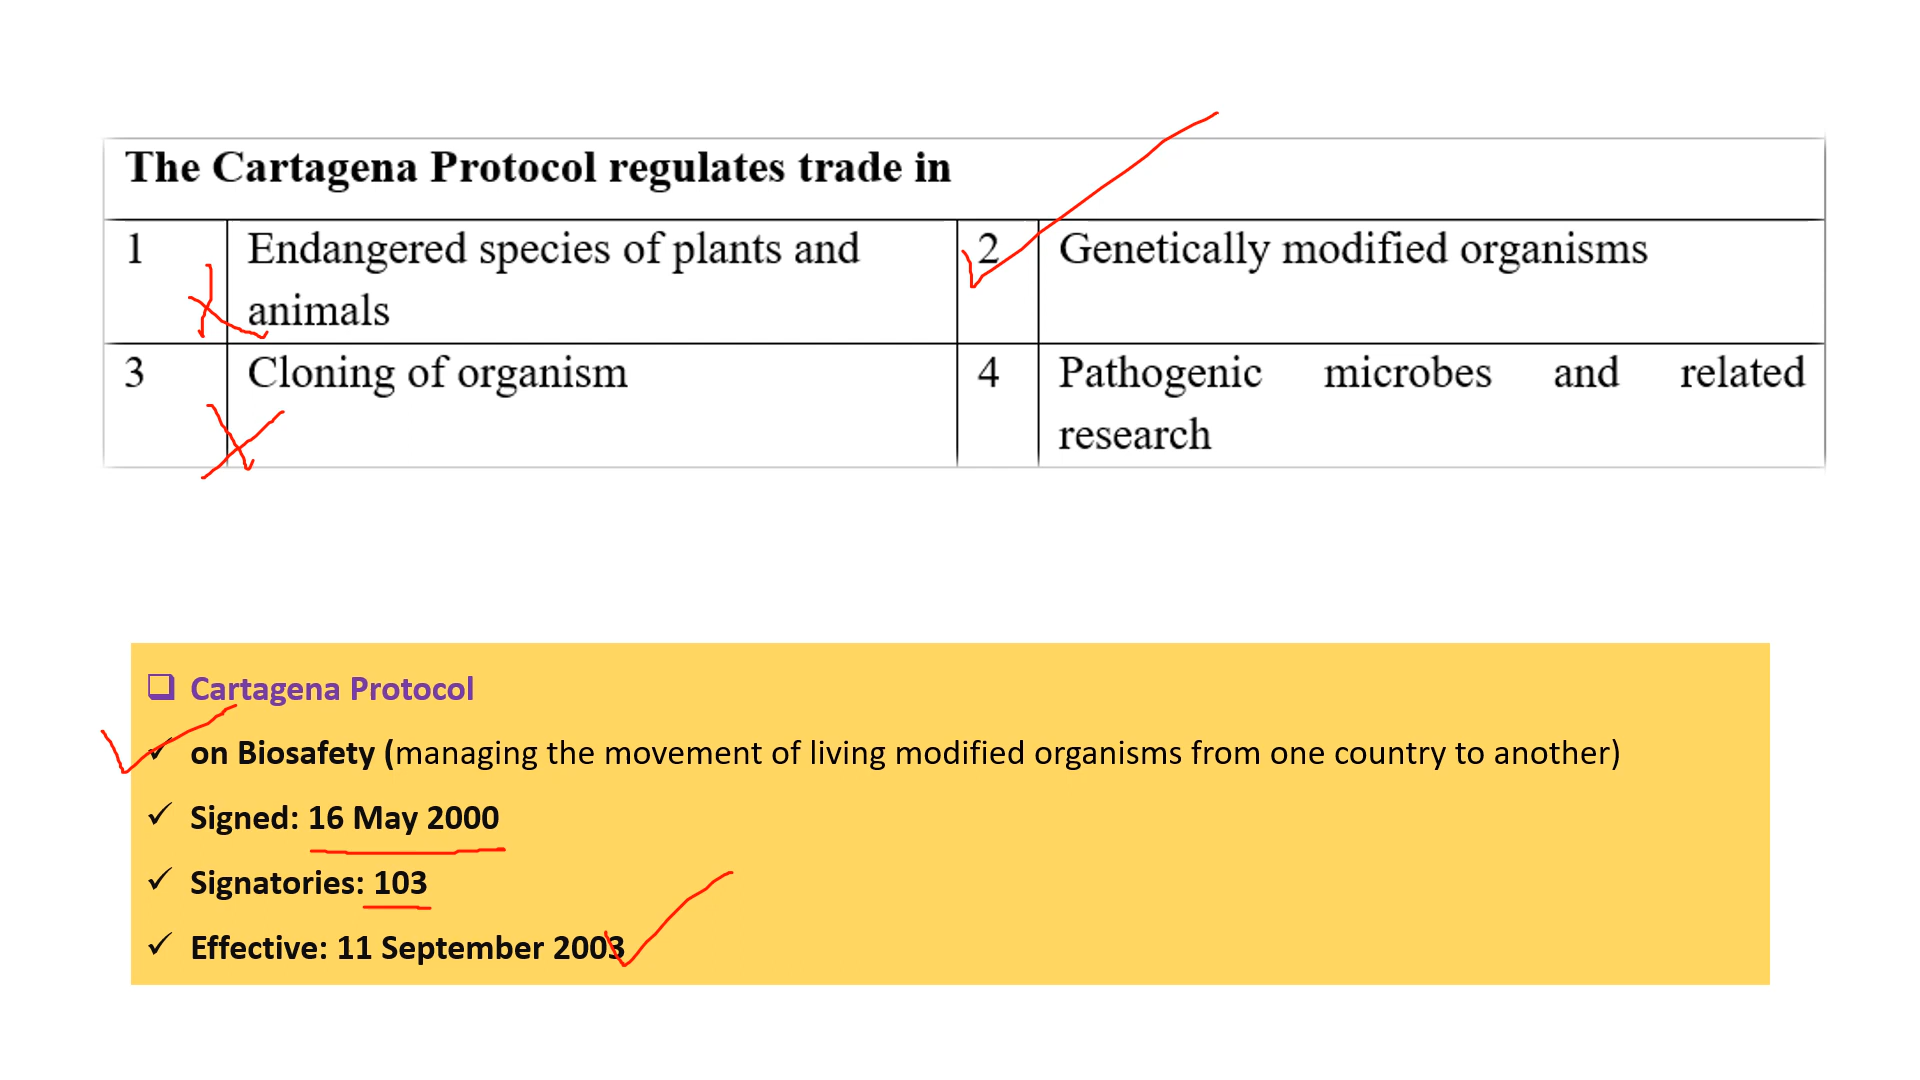 The Cartagena Protocol regulates trade in
1 Endangered species of plants and 2 Genetically modified organisms
animals
3 Cloning of organism 4 Pathogenic microbes and related
research
Cartagena Protocol
on Biosafety (managing the movement of living modified organisms from one country to another)
Signed: 16 May 2000
Signatories: 103
Effective: 11 September 2003